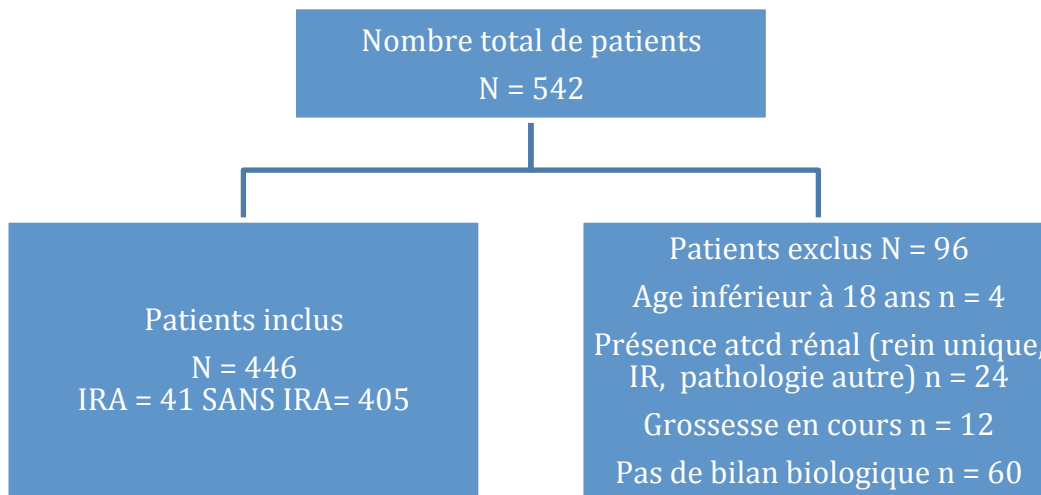 Nombre total de patients
N = 542
Patients inclus
N = 446
IRA = 41 SANS IRA= 405
Patients exclus N = 96
Age inférieur à 18 ans n = 4
Présence atcd rénal (rein unique,
IR,  pathologie autre) n = 24
Grossesse en cours n = 12
Pas de bilan biologique n = 60